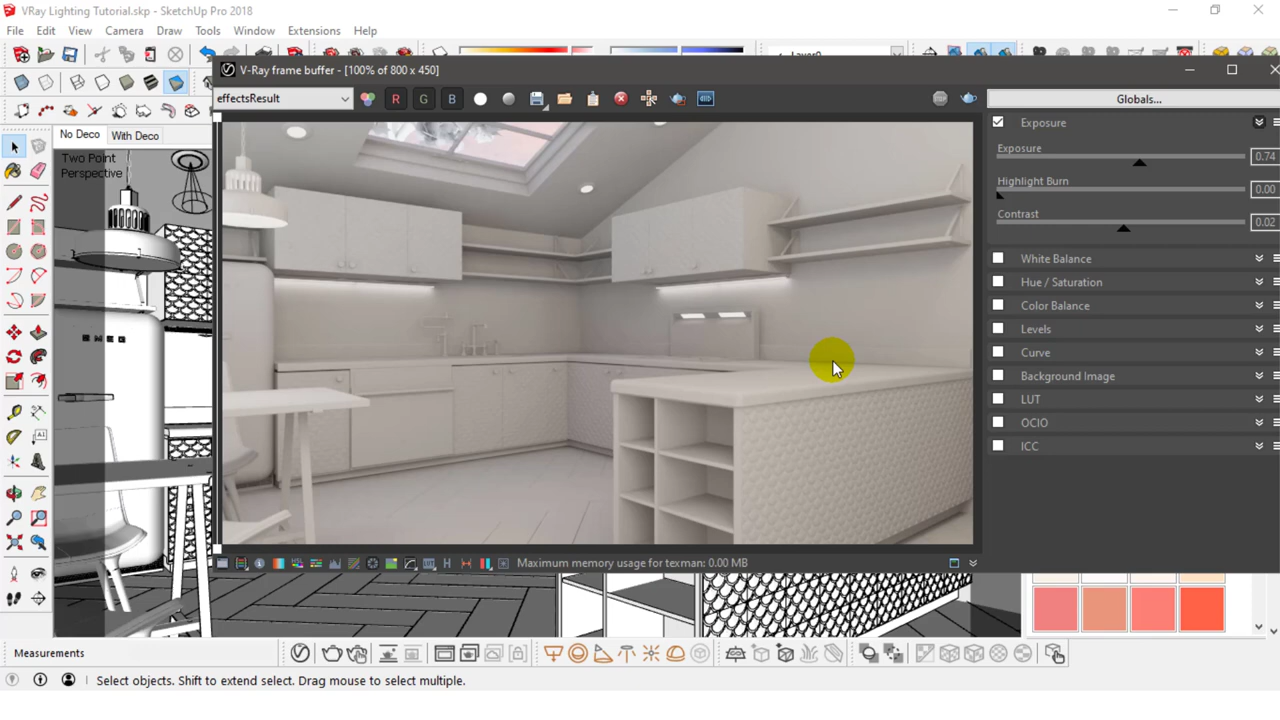 VRay Lighting Tutorial.skp - SketchUp Pro 2018
File Edit View Camera Draw Tools Window Extensions Help
Layer0
V-Ray frame buffer - [100% of 800 x 450]
effectsResult
R G B
Globals...
No Deco
With Deco
Two Point
Perspective
Exposure
Exposure
0.74
Highlight Burn
0.00
Contrast
0.02
White Balance
Hue / Saturation
Color Balance
Levels
Curve
Background Image
LUT
OCIO
ICC
SMEG
Maximum memory usage for texman: 0.00 MB
Measurements
Select objects. Shift to extend select. Drag mouse to select multiple.